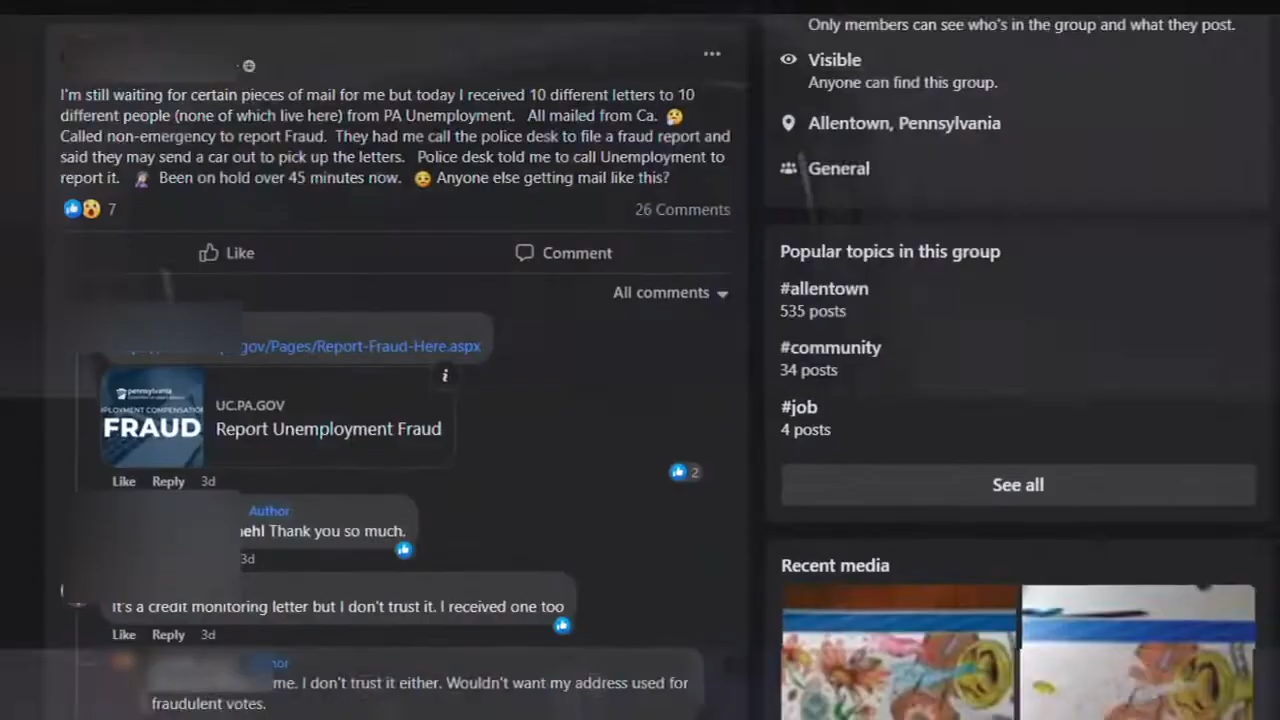 Only members can see who's in the group and what they post.
Visible
Anyone can find this group.
Allentown, Pennsylvania
General
I'm still waiting for certain pieces of mail for me but today I received 10 different letters to 10
different people (none of which live here) from PA Unemployment. All mailed from Ca. 🤔
Called non-emergency to report Fraud. They had me call the police desk to file a fraud report and
said they may send a car out to pick up the letters. Police desk told me to call Unemployment to
report it. 🤦🏻‍♀️ Been on hold over 45 minutes now. 😒 Anyone else getting mail like this?
7
26 Comments
Like
Comment
All comments
gov/Pages/Report-Fraud-Here.aspx
pennsylvania
FRAUD
UC.PA.GOV
Report Unemployment Fraud
2
Like Reply 3d
Author
Thank you so much.
3d
It's a credit monitoring letter but I don't trust it. I received one too
Like Reply 3d
me. I don't trust it either. Wouldn't want my address used for
fraudulent votes.
Popular topics in this group
#allentown
535 posts
#community
34 posts
#job
4 posts
See all
Recent media